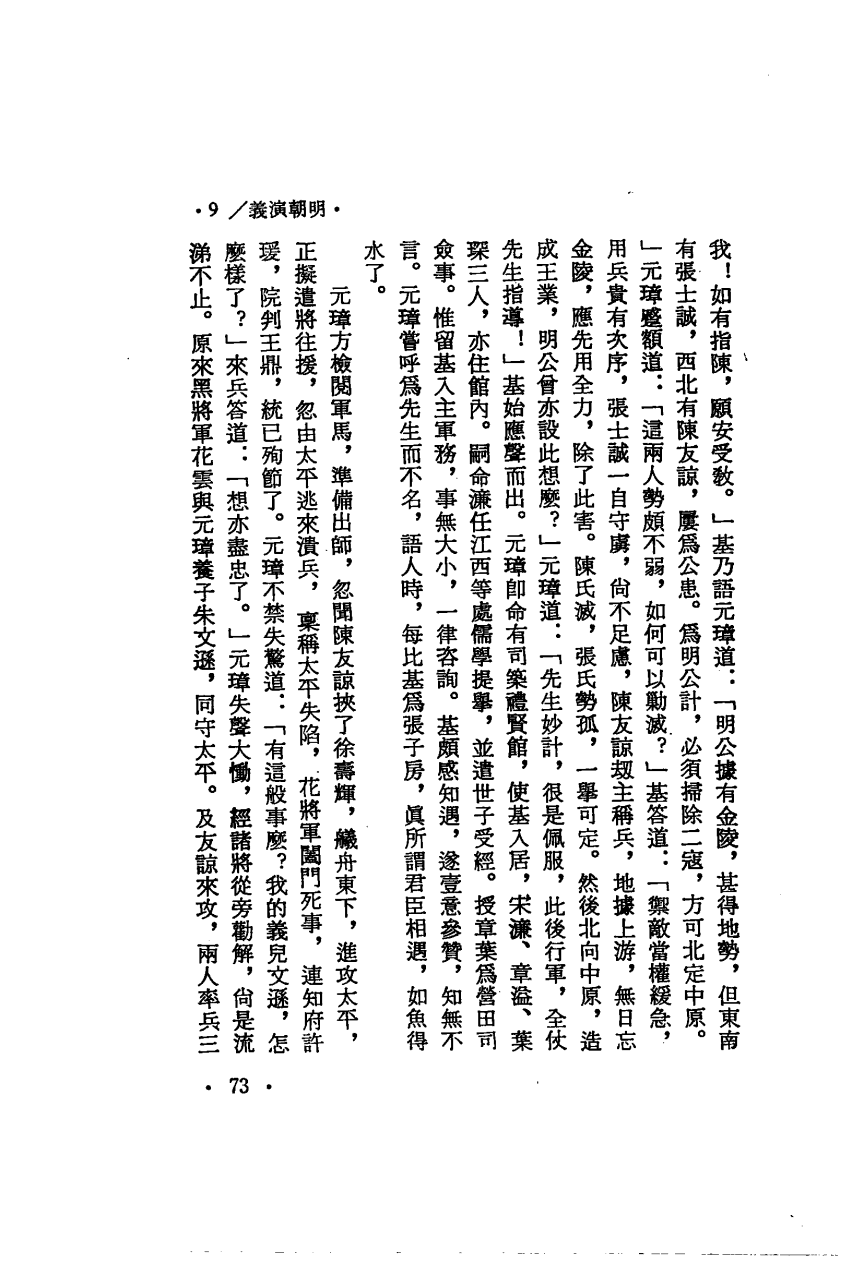 ·明朝演義／9·
我！如有指陳，願安受敎。」基乃語元璋道：「明公據有金陵，甚得地勢，但東南
有張士誠，西北有陳友諒，屢爲公患。爲明公計，必須掃除二寇，方可北定中原。
」元璋蹙額道：「這兩人勢頗不弱，如何可以勦滅？」基答道：「禦敵當權緩急，
用兵貴有次序，張士誠一自守虜，尙不足慮，陳友諒刼主稱兵，地據上游，無日忘
金陵，應先用全力，除了此害。陳氏滅，張氏勢孤，一舉可定。然後北向中原，造
成王業，明公曾亦設此想麼？」元璋道：「先生妙計，很是佩服，此後行軍，全仗
先生指導！」基始應聲而出。元璋卽命有司築禮賢館，使基入居，宋濂、章溢、葉
琛三人，亦住館內。嗣命濂任江西等處儒學提舉，並遣世子受經。授章葉爲營田司
僉事。惟留基入主軍務，事無大小，一律咨詢。基頗感知遇，遂壹意參贊，知無不
言。元璋嘗呼爲先生而不名，語人時，每比基爲張子房，眞所謂君臣相遇，如魚得
水了。
元璋方檢閱軍馬，準備出師，忽聞陳友諒挾了徐壽輝，艤舟東下，進攻太平，
正擬遣將往援，忽由太平逃來潰兵，稟稱太平失陷，花將軍闔門死事，連知府許
瑗，院判王鼎，統已殉節了。元璋不禁失驚道：「有這般事麼？我的義兒文遜，怎
麼樣了？」來兵答道：「想亦盡忠了。」元璋失聲大慟，經諸將從旁勸解，尙是流
涕不止。原來黑將軍花雲與元璋養子朱文遜，同守太平。及友諒來攻，兩人率兵三
· 73 ·